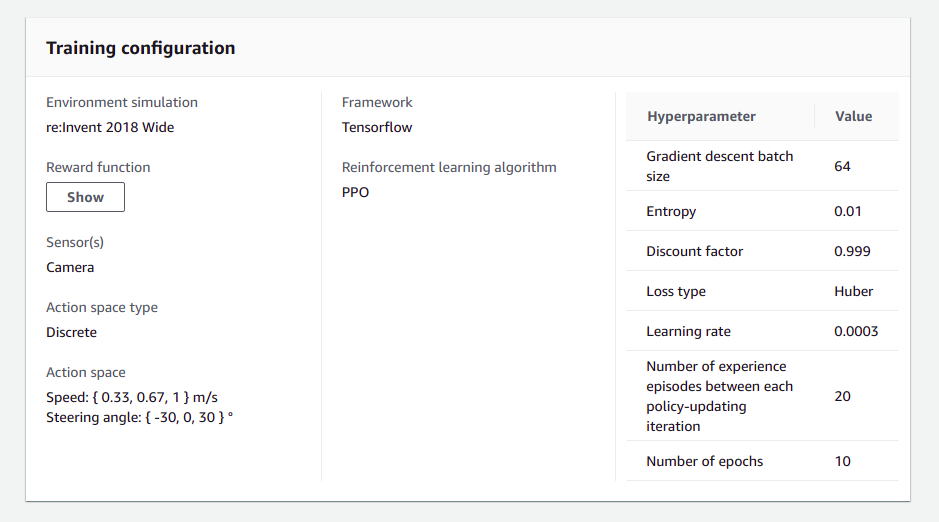 Training configuration
Environment simulation
re:Invent 2018 Wide
Reward function
Show
Sensor(s)
Camera
Action space type
Discrete
Action space
Speed: { 0.33, 0.67, 1 } m/s
Steering angle: { -30, 0, 30 } °
Framework
Tensorflow
Reinforcement learning algorithm
PPO
Hyperparameter Value
Gradient descent batch
size 64
Entropy 0.01
Discount factor 0.999
Loss type Huber
Learning rate 0.0003
Number of experience
episodes between each
policy-updating 20
iteration
Number of epochs 10